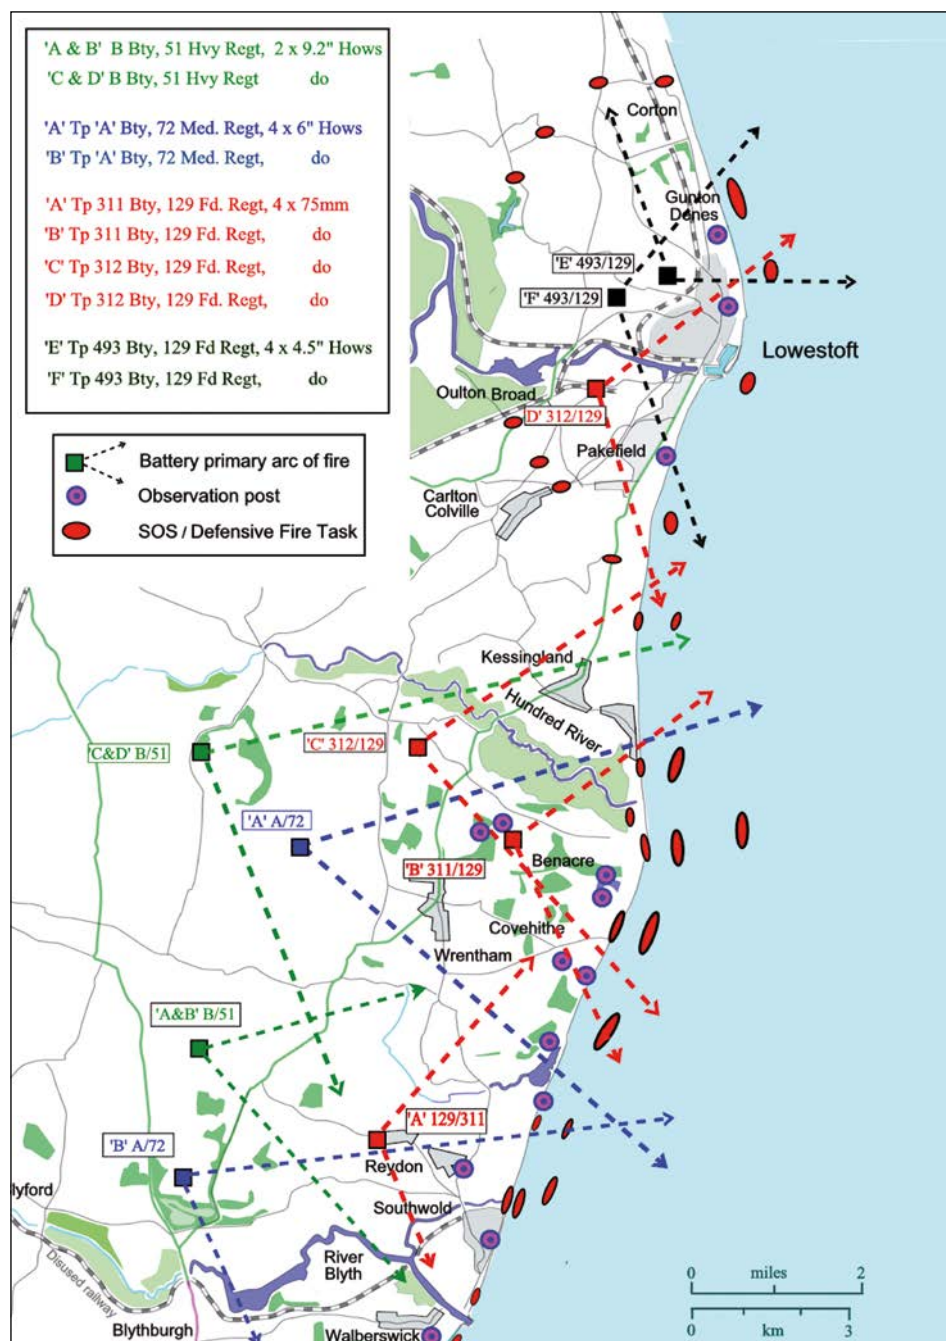 'A & B' B Bty, 51 Hvy Regt, 2 x 9.2" Hows
'C & D' B Bty, 51 Hvy Regt do
'A' Tp 'A' Bty, 72 Med. Regt, 4 x 6" Hows
'B' Tp 'A' Bty, 72 Med. Regt, do
'A' Tp 311 Bty, 129 Fd. Regt, 4 x 75mm
'B' Tp 311 Bty, 129 Fd. Regt, do
'C' Tp 312 Bty, 129 Fd. Regt, do
'D' Tp 312 Bty, 129 Fd. Regt, do
'E' Tp 493 Bty, 129 Fd Regt, 4 x 4.5" Hows
'F' Tp 493 Bty, 129 Fd Regt, do
Battery primary arc of fire
Observation post
SOS / Defensive Fire Task
Corton
Gunton
Denes
'E' 493/129
'F' 493/129
Lowestoft
Oulton Broad
D' 312/129
Pakefield
Carlton
Colville
Kessingland
Hundred River
'C&D' B/51
'C' 312/129
'A' A/72
'B' 311/129
Benacre
Covehithe
Wrentham
'A&B' B/51
'A' 129/311
'B' A/72
Reydon
lyford
Southwold
River
Blyth
Disused railway
Blythburgh
Walberswick
0 miles 2
0 km 3